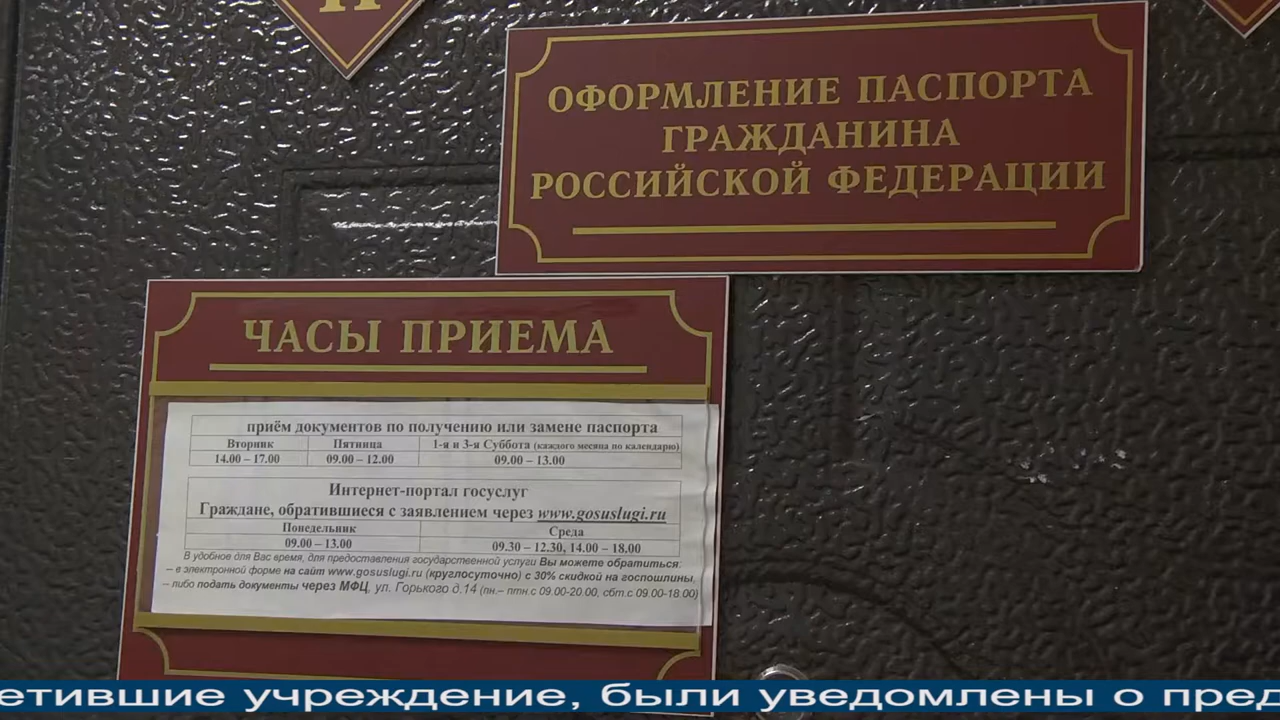 ОФОРМЛЕНИЕ ПАСПОРТА
ГРАЖДАНИНА
РОССИЙСКОЙ ФЕДЕРАЦИИ
ЧАСЫ ПРИЕМА
приём документов по получению или замене паспорта
Вторник Пятница 1-я и 3-я Суббота (каждого месяца по календарю)
14.00 – 17.00 09.00 – 12.00 09.00 – 13.00
Интернет-портал госуслуг
Граждане, обратившиеся с заявлением через www.gosuslugi.ru
Понедельник Среда
09.00 – 13.00 09.30 – 12.30, 14.00 – 18.00
В удобное для Вас время, для предоставления государственной услуги Вы можете обратиться:
– в электронной форме на сайт www.gosuslugi.ru (круглосуточно) с 30% скидкой на госпошлины,
– либо подать документы через МФЦ, ул. Горького д.14 (пн.– птн.с 09.00-20.00, сбт.с 09.00-18.00)
етившие учреждение, были уведомлены о пред